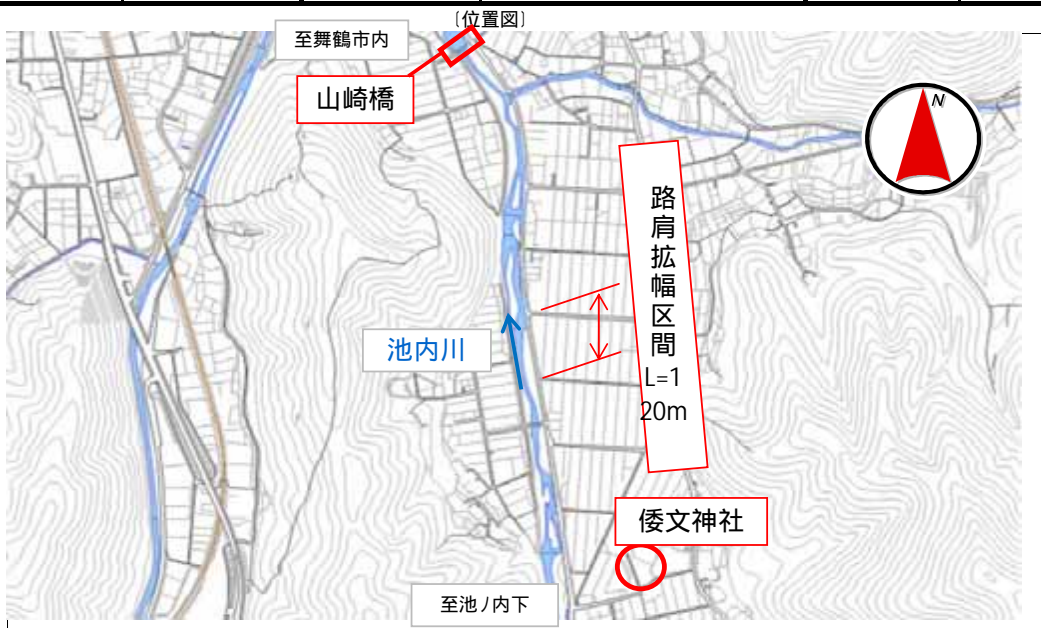 [位置図]
至舞鶴市内
山崎橋
N
路肩拡幅区間
L=1
20m
池内川
倭文神社
至池ノ内下